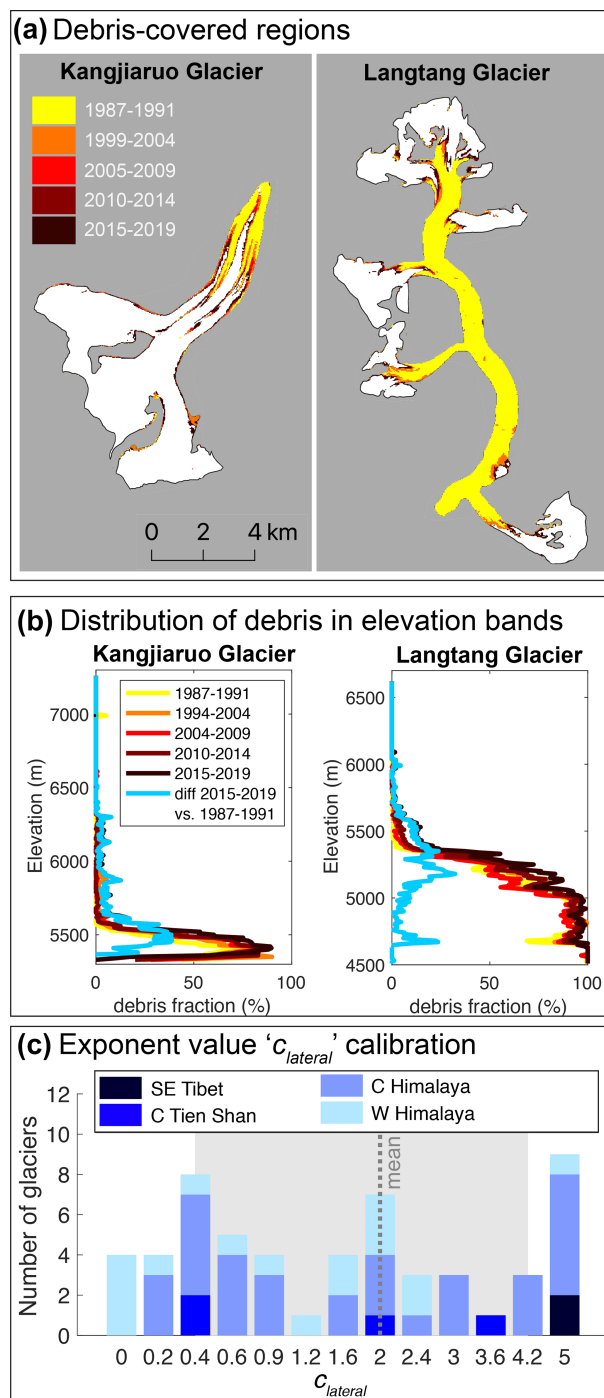 (a) Debris-covered regions
Kangjiaruo Glacier
Langtang Glacier
1987-1991
1999-2004
2005-2009
2010-2014
2015-2019
0 2 4 km
(b) Distribution of debris in elevation bands
Kangjiaruo Glacier
Langtang Glacier
1987-1991
1994-2004
2004-2009
2010-2014
2015-2019
diff 2015-2019
vs. 1987-1991
7000
6500
6000
5500
Elevation (m)
0 50 100
debris fraction (%)
6500
6000
5500
5000
4500
Elevation (m)
0 50 100
debris fraction (%)
(c) Exponent value ‘clateral’ calibration
SE Tibet
C Tien Shan
C Himalaya
W Himalaya
mean
12
10
8
6
4
2
0
Number of glaciers
0 0.2 0.4 0.6 0.9 1.2 1.6 2 2.4 3 3.6 4.2 5
clateral